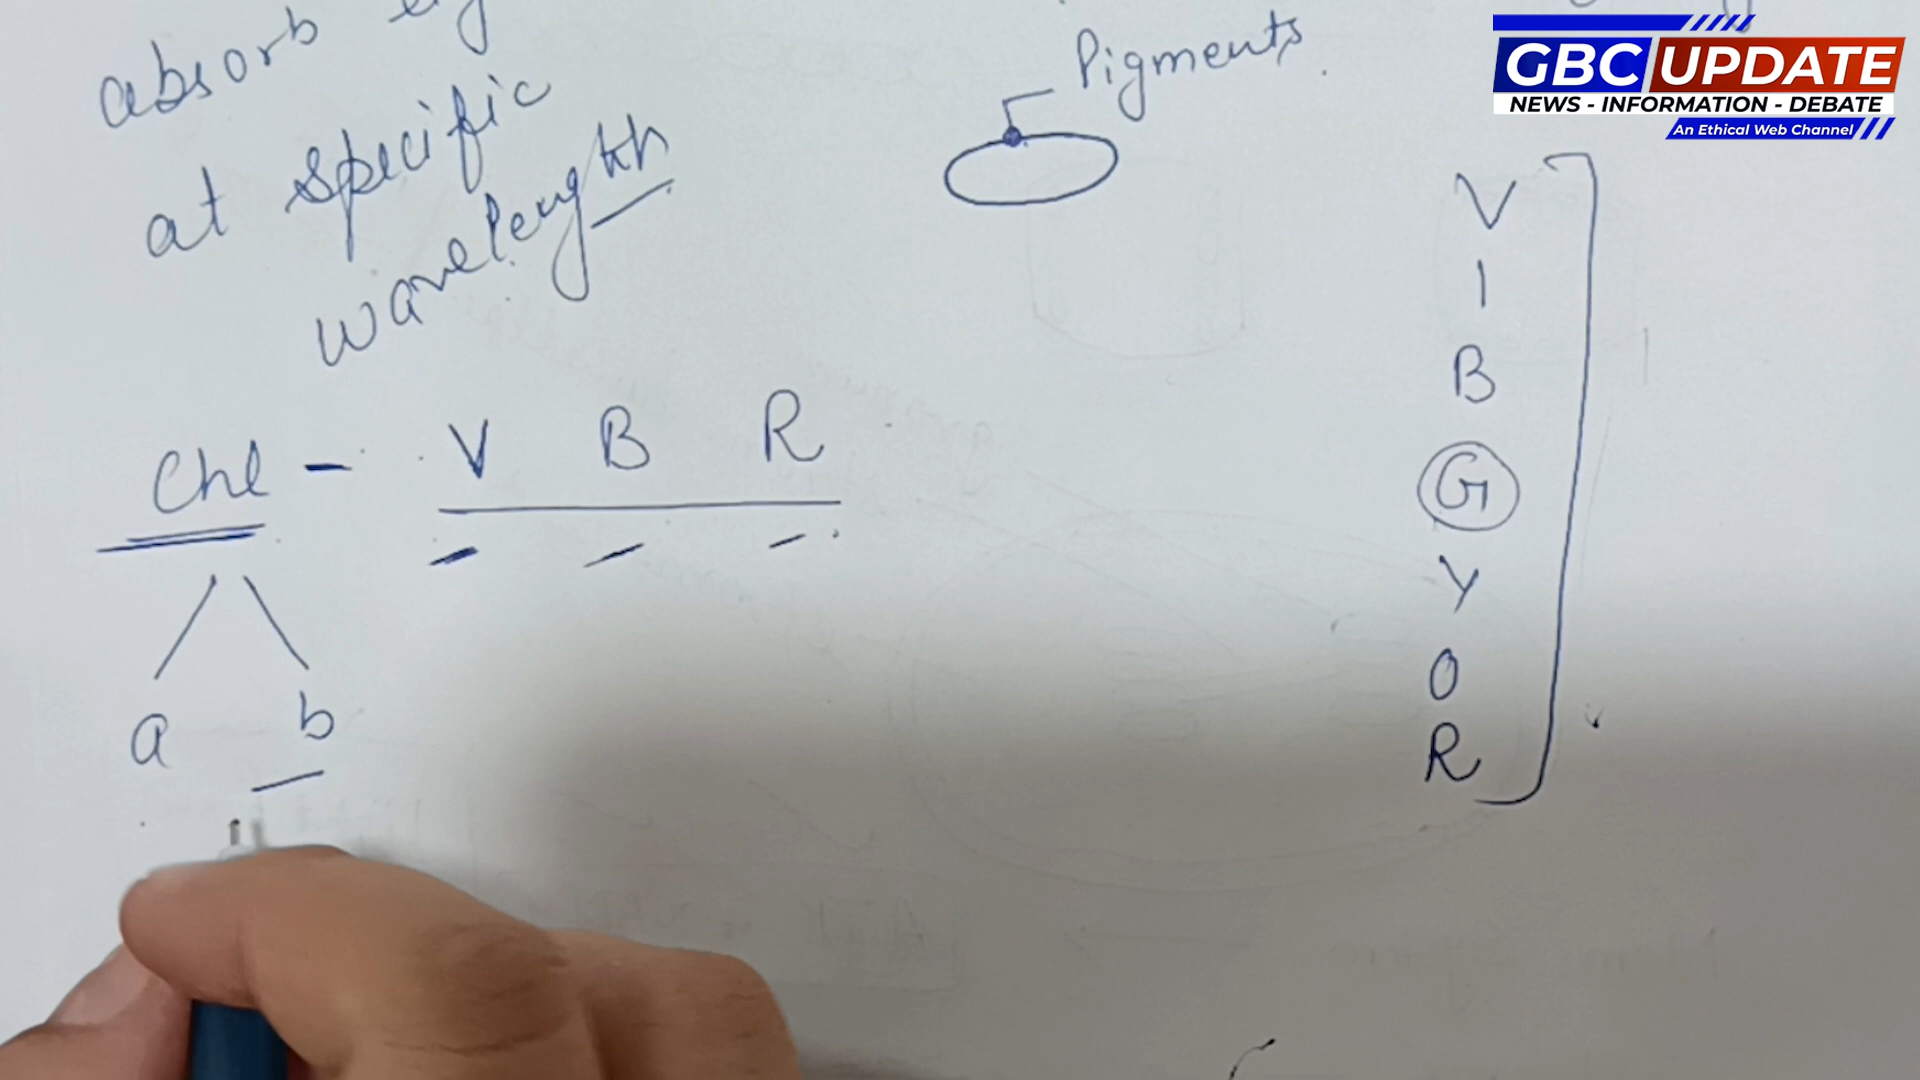 absorb
at specific
wavelength
Pigments
GBC UPDATE
NEWS - INFORMATION - DEBATE
An Ethical Web Channel
V
I
B
G
Y
O
R
Chl - V B R
a b